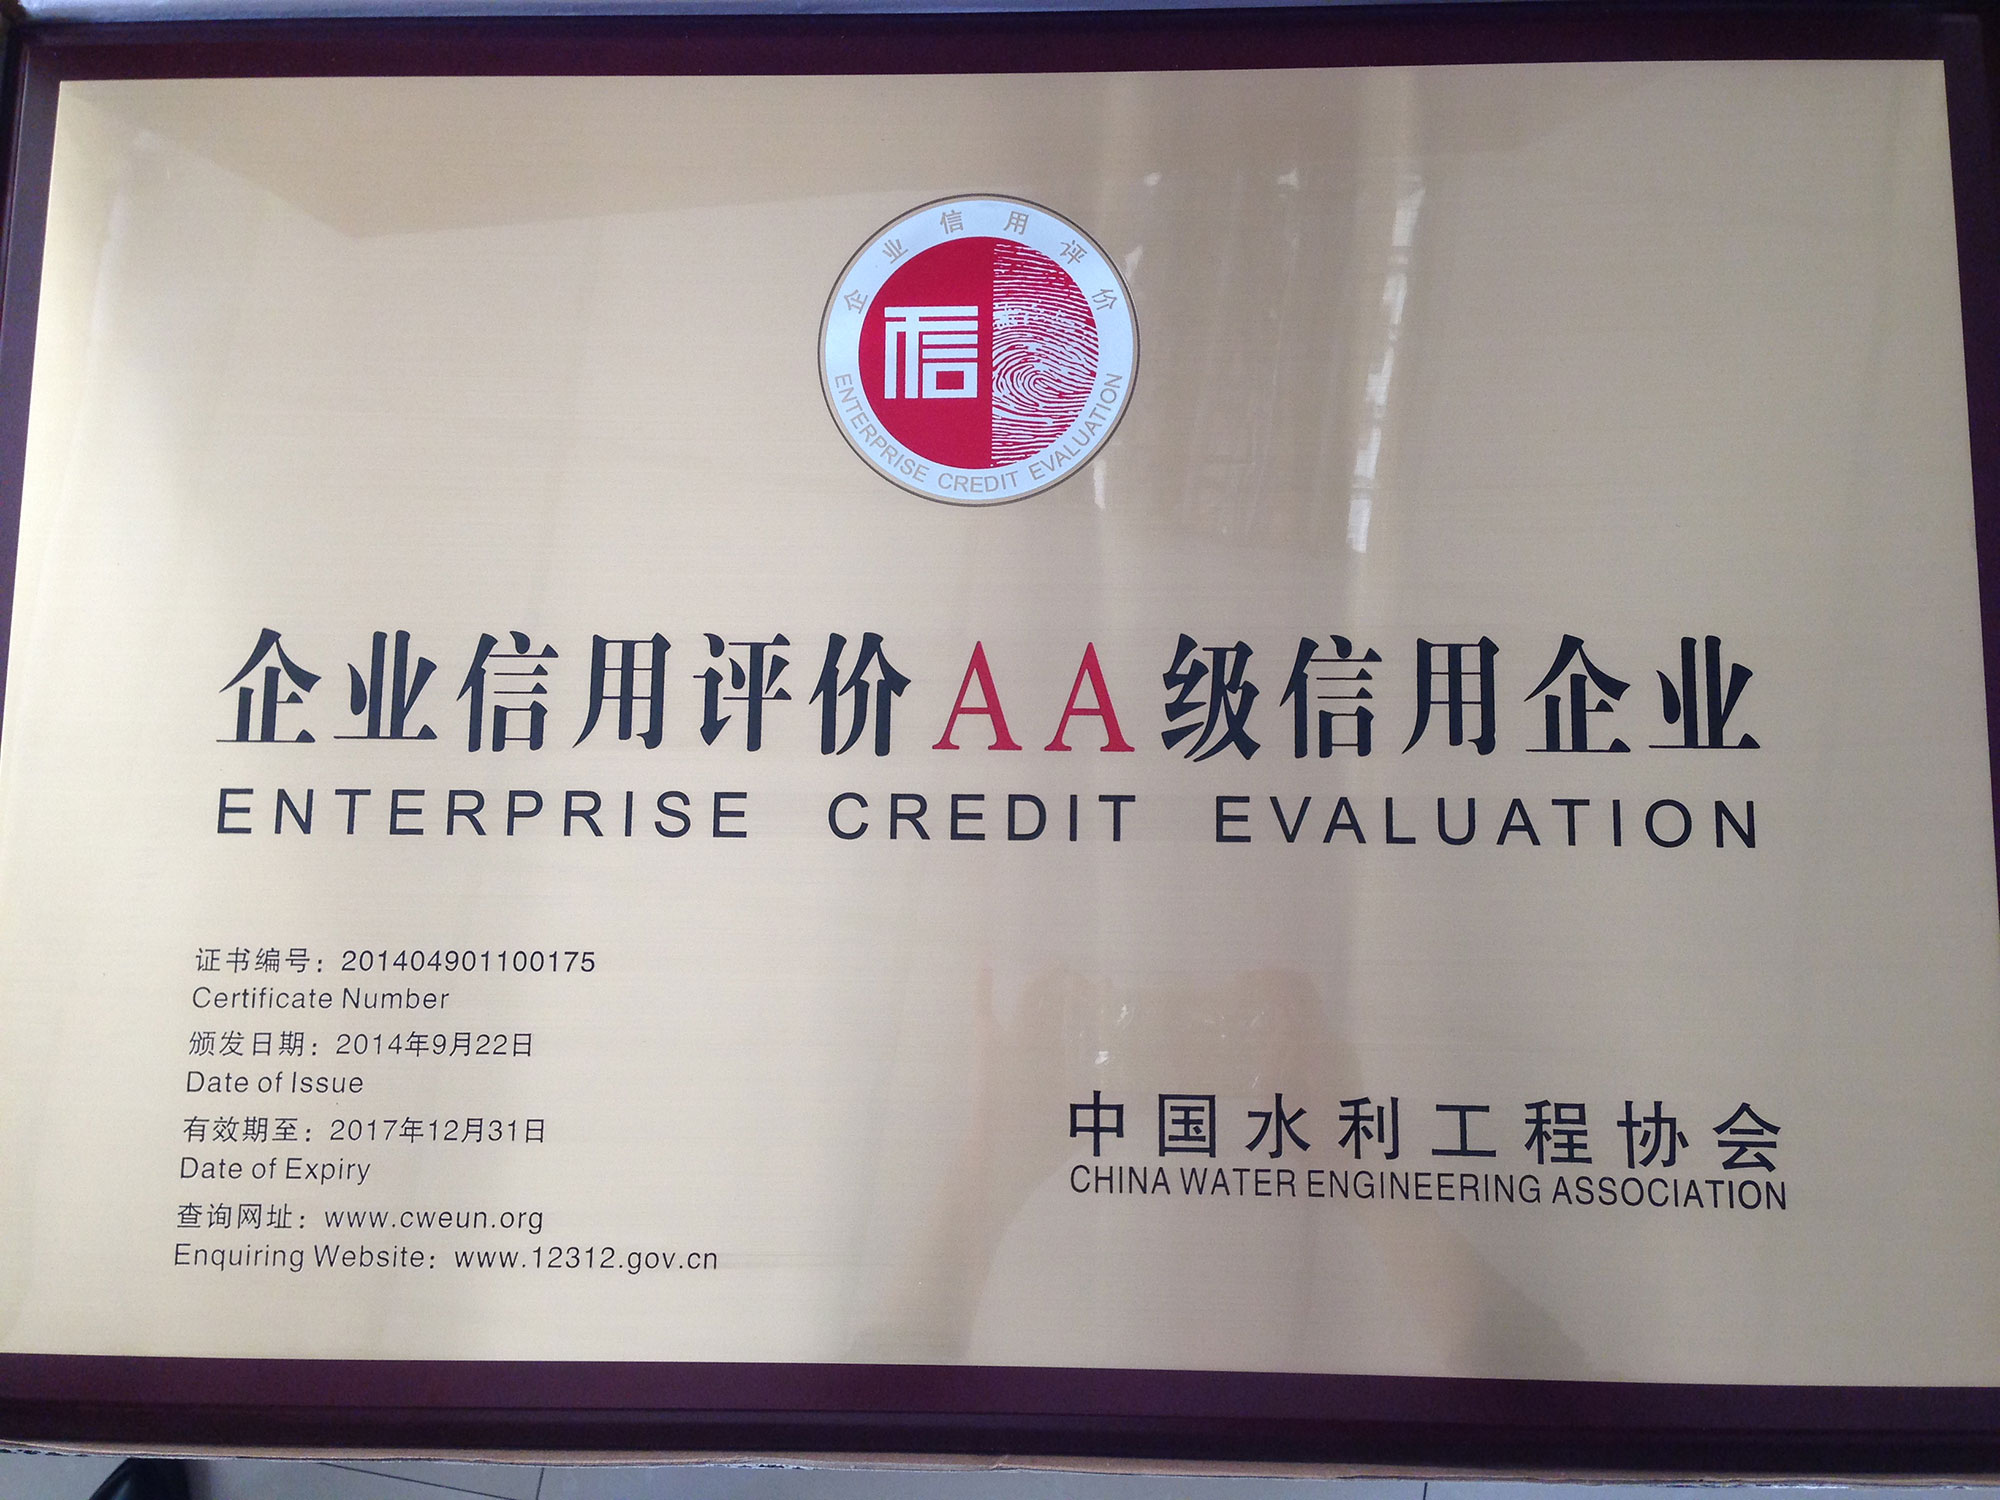 企业信用评价
信
ENTERPRISE CREDIT EVALUATION
企业信用评价AA级信用企业
ENTERPRISE CREDIT EVALUATION
证书编号：201404901100175
Certificate Number
颁发日期：2014年9月22日
Date of Issue
有效期至：2017年12月31日
Date of Expiry
查询网址：www.cweun.org
Enquiring Website：www.12312.gov.cn
中国水利工程协会
CHINA WATER ENGINEERING ASSOCIATION